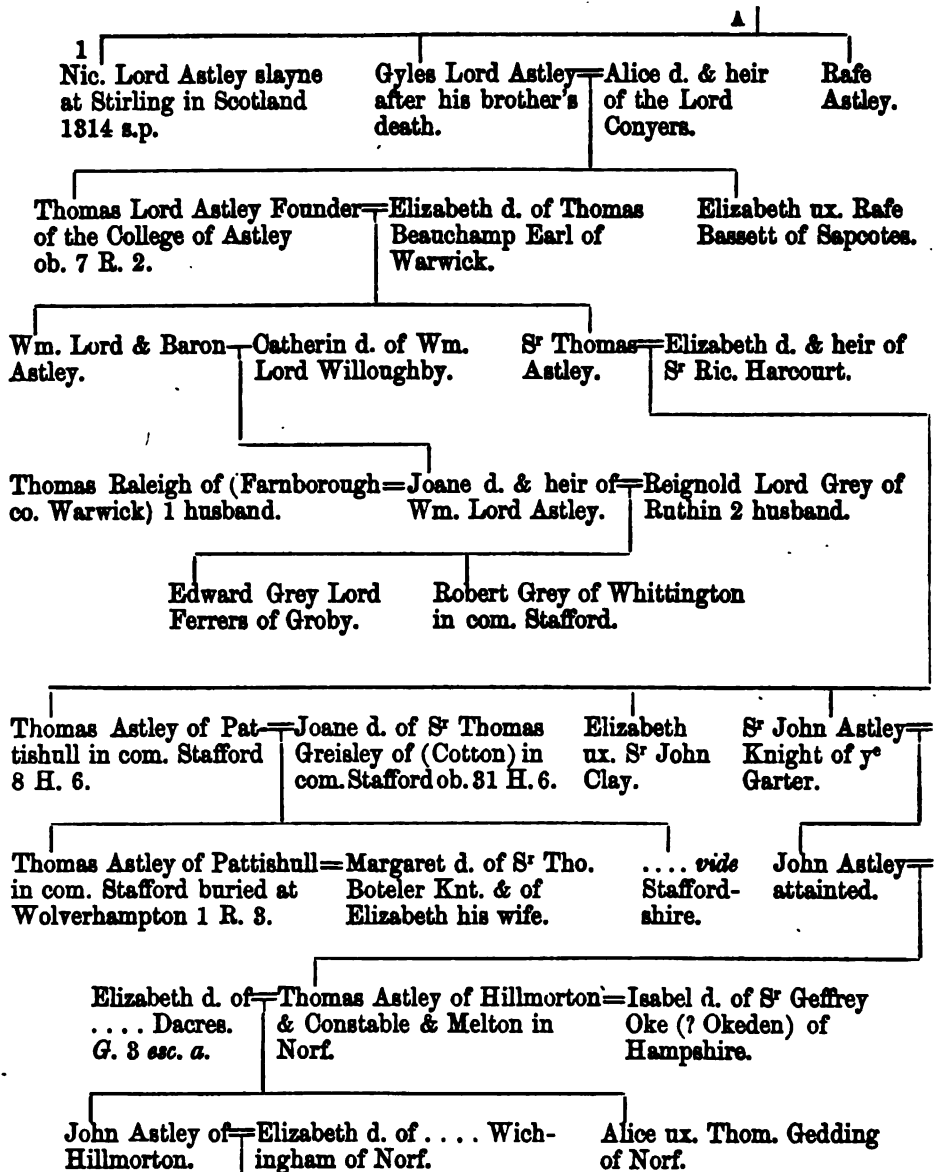 A
1
Nic. Lord Astley slayne
at Stirling in Scotland
1314 s.p.
Gyles Lord Astley=Alice d. & heir
after his brother's of the Lord
death. Conyers.
Rafe
Astley.
Thomas Lord Astley Founder=Elizabeth d. of Thomas
of the College of Astley Beauchamp Earl of
ob. 7 R. 2. Warwick.
Elizabeth ux. Rafe
Bassett of Sapcotes.
Wm. Lord & Baron Catherin d. of Wm.
Astley. Lord Willoughby.
Sr Thomas=Elizabeth d. & heir of
Astley. Sr Ric. Harcourt.
Thomas Raleigh of (Farnborough=Joane d. & heir of=Reignold Lord Grey of
co. Warwick) 1 husband. Wm. Lord Astley. Ruthin 2 husband.
Edward Grey Lord
Ferrers of Groby.
Robert Grey of Whittington
in com. Stafford.
Thomas Astley of Pat-=Joane d. of Sr Thomas
tishull in com. Stafford Greisley of (Cotton) in
8 H. 6. com. Stafford ob. 31 H. 6.
Elizabeth
ux. Sr John
Clay.
Sr John Astley=
Knight of ye
Garter.
Thomas Astley of Pattishull=Margaret d. of Sr Tho.
in com. Stafford buried at Boteler Knt. & of
Wolverhampton 1 R. 3. Elizabeth his wife.
.... vide
Stafford-
shire.
John Astley=
attainted.
Elizabeth d. of=Thomas Astley of Hillmorton=Isabel d. of Sr Geffrey
.... Dacres. & Constable & Melton in Oke (? Okeden) of
G. 3 esc. a. Norf. Hampshire.
John Astley of=Elizabeth d. of .... Wich-
Hillmorton. ingham of Norf.
Alice ux. Thom. Gedding
of Norf.